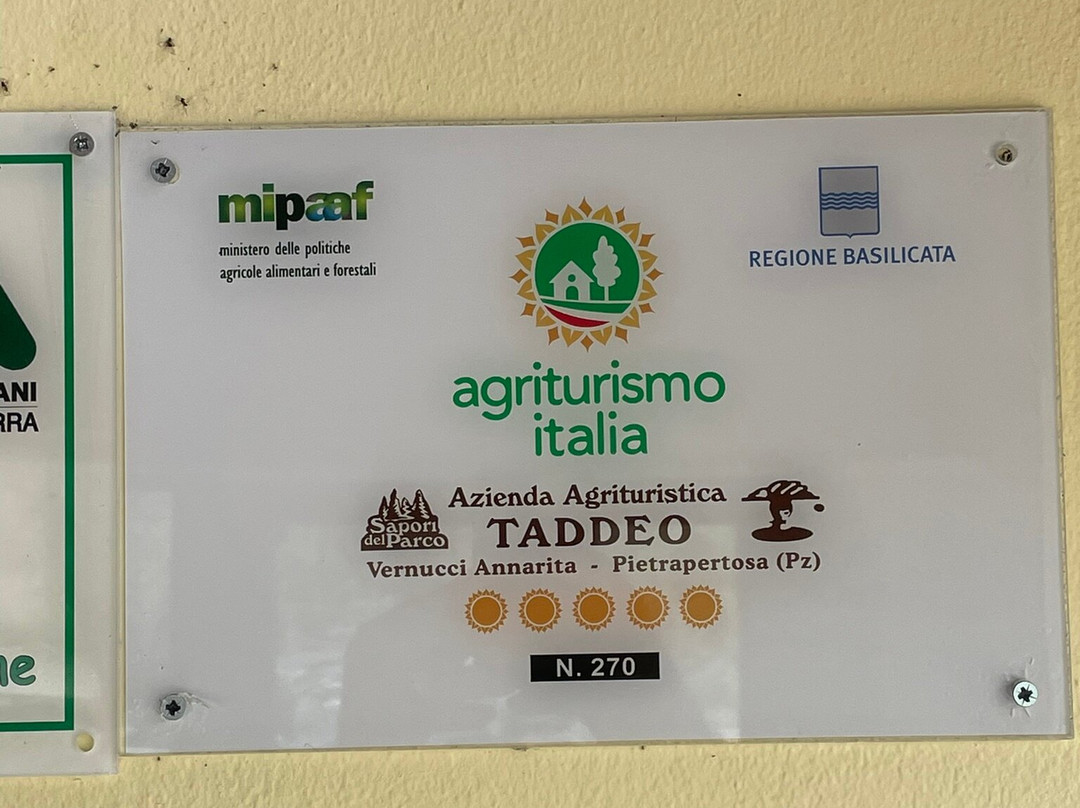 ANI
RRA
ne
mipaaf
ministero delle politiche
agricole alimentari e forestali
REGIONE BASILICATA
agriturismo
italia
Sapori
del Parco
Azienda Agrituristica
TADDEO
Vernucci Annarita - Pietrapertosa (Pz)
N. 270